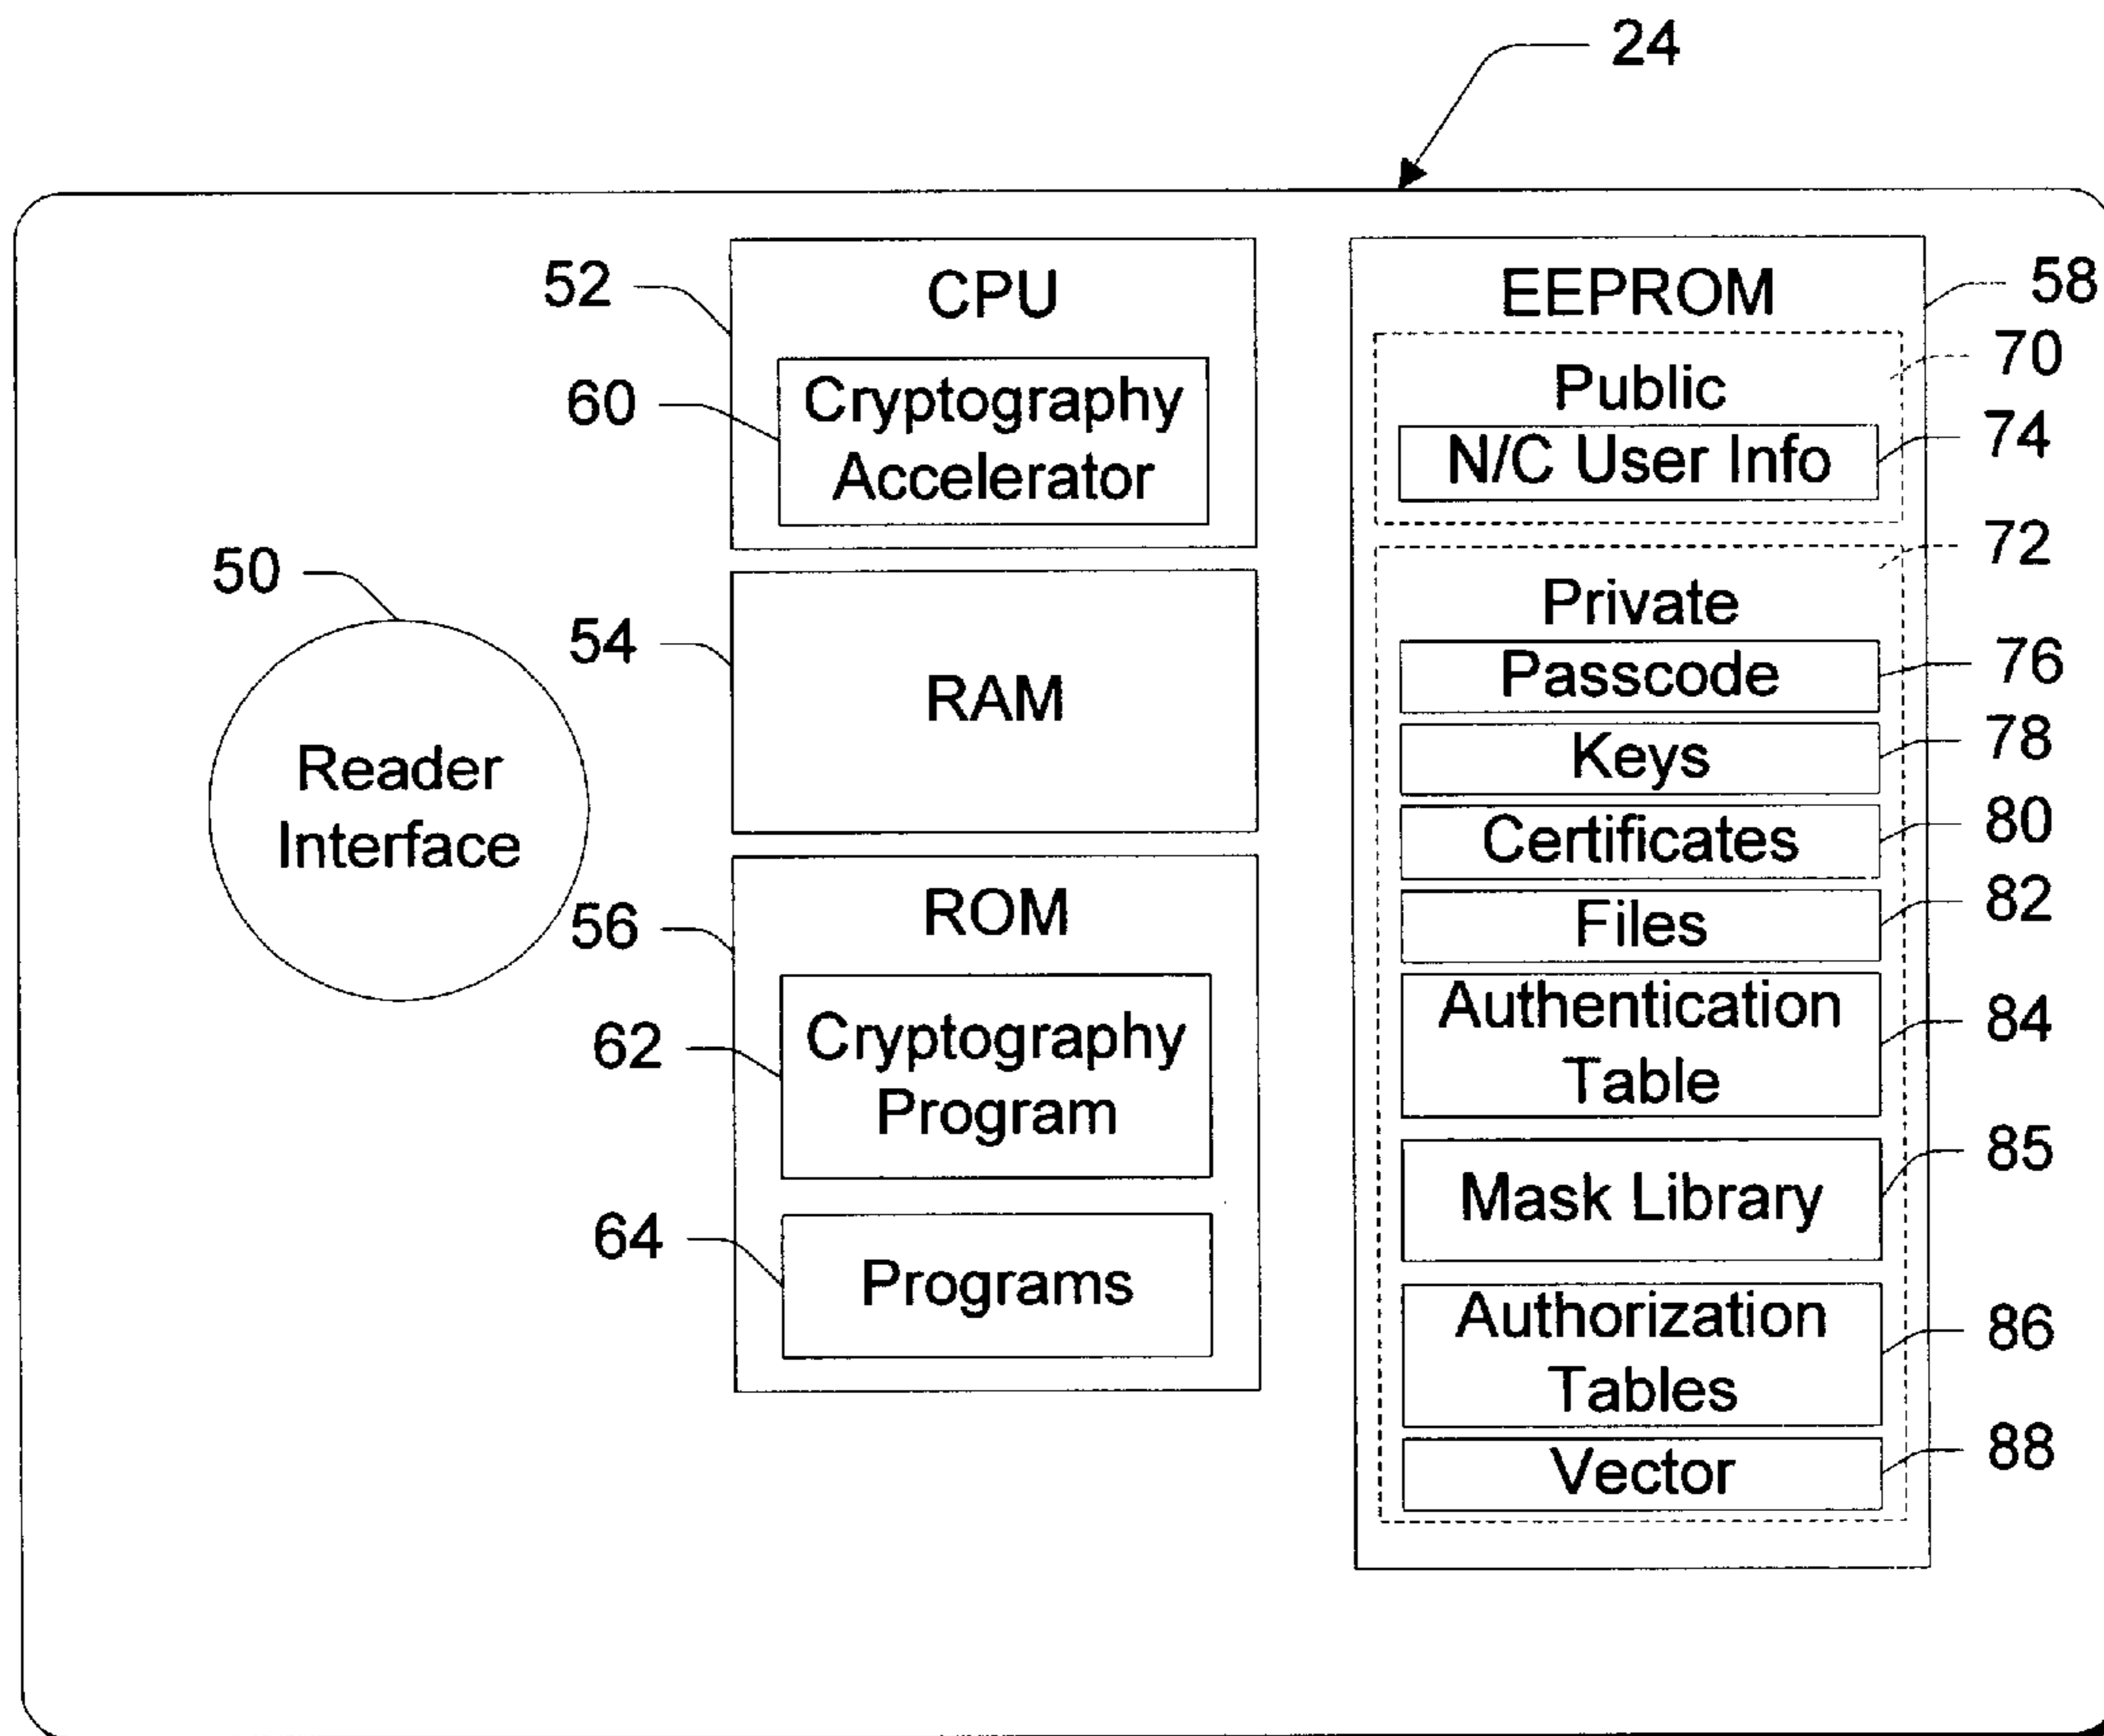 24
52
CPU
60
Cryptography
Accelerator
50
Reader
Interface
54
RAM
56
ROM
62
Cryptography
Program
64
Programs
EEPROM
58
Public
70
N/C User Info
74
Private
72
Passcode
76
Keys
78
Certificates
80
Files
82
Authentication
Table
84
Mask Library
85
Authorization
Tables
86
Vector
88